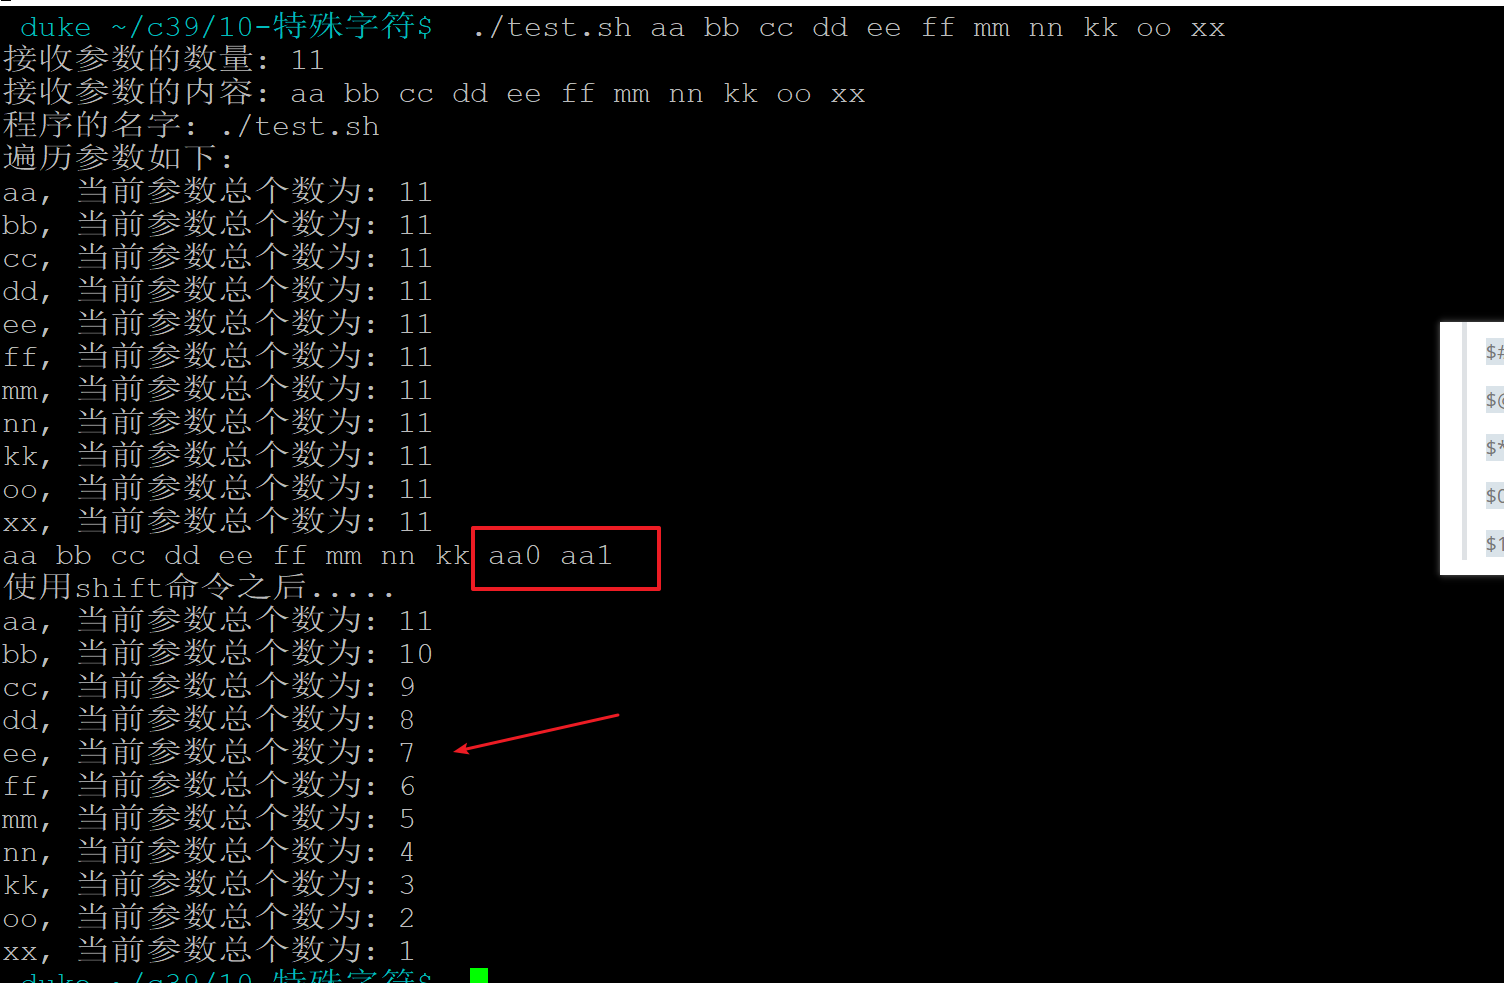 duke ~/c39/10-特殊字符$ ./test.sh aa bb cc dd ee ff mm nn kk oo xx
接收参数的数量: 11
接收参数的内容: aa bb cc dd ee ff mm nn kk oo xx
程序的名字: ./test.sh
遍历参数如下:
aa, 当前参数总个数为: 11
bb, 当前参数总个数为: 11
cc, 当前参数总个数为: 11
dd, 当前参数总个数为: 11
ee, 当前参数总个数为: 11
ff, 当前参数总个数为: 11
mm, 当前参数总个数为: 11
nn, 当前参数总个数为: 11
kk, 当前参数总个数为: 11
oo, 当前参数总个数为: 11
xx, 当前参数总个数为: 11
aa bb cc dd ee ff mm nn kk aa0 aa1
使用shift命令之后.....
aa, 当前参数总个数为: 11
bb, 当前参数总个数为: 10
cc, 当前参数总个数为: 9
dd, 当前参数总个数为: 8
ee, 当前参数总个数为: 7
ff, 当前参数总个数为: 6
mm, 当前参数总个数为: 5
nn, 当前参数总个数为: 4
kk, 当前参数总个数为: 3
oo, 当前参数总个数为: 2
xx, 当前参数总个数为: 1
duke ~/c39/10-特殊字符$
$#
$@
$*
$0
$1